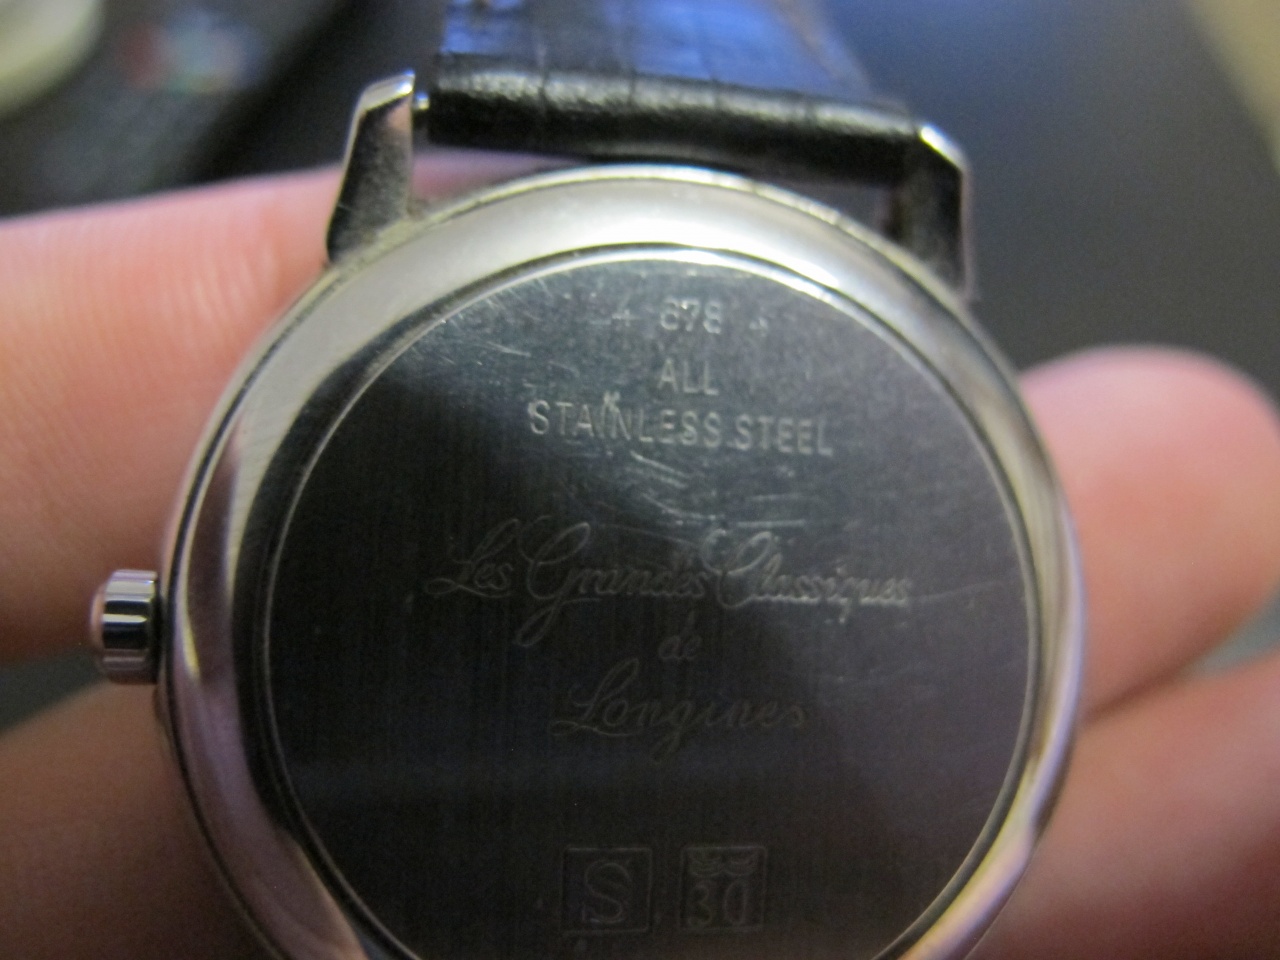 + 678 +
ALL
STAINLESS STEEL
Les Grandes Classiques
de
Longines
S 30